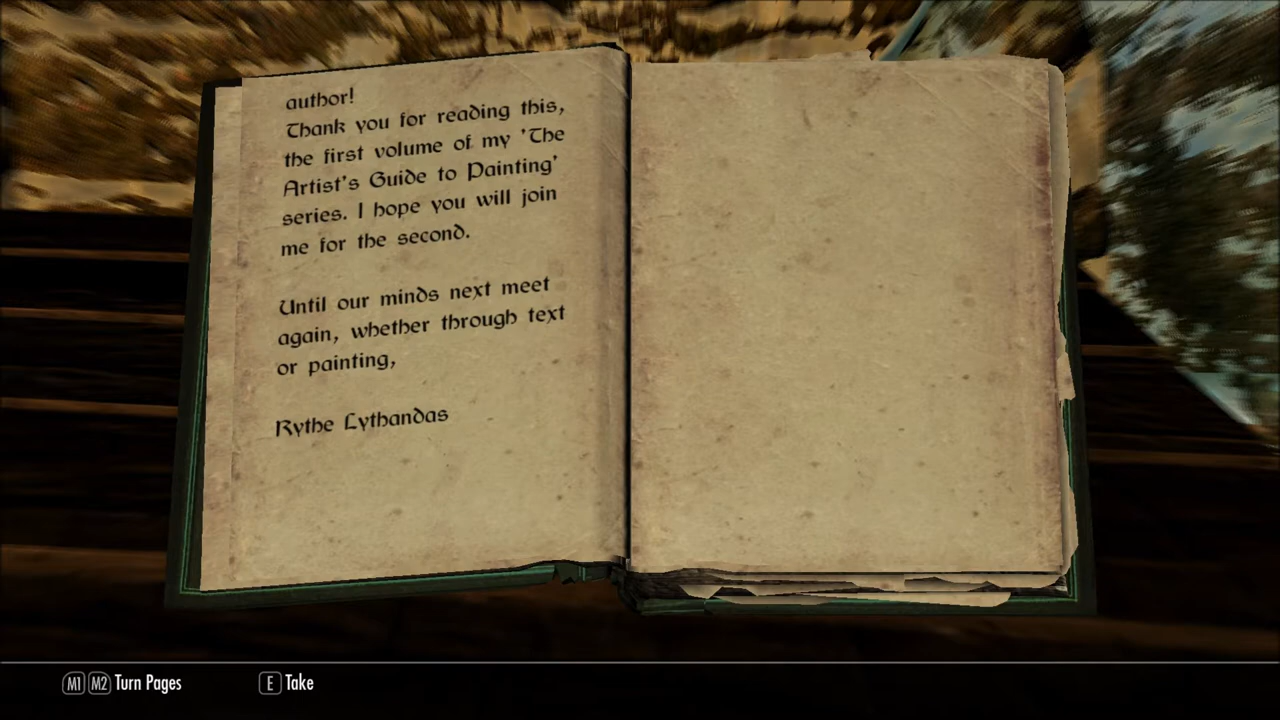 author!
Thank you for reading this,
the first volume of my 'The
Artist's Guide to Painting'
series. I hope you will join
me for the second.
Until our minds next meet
again, whether through text
or painting,
Rythe Lythandas
M1 M2 Turn Pages
E Take